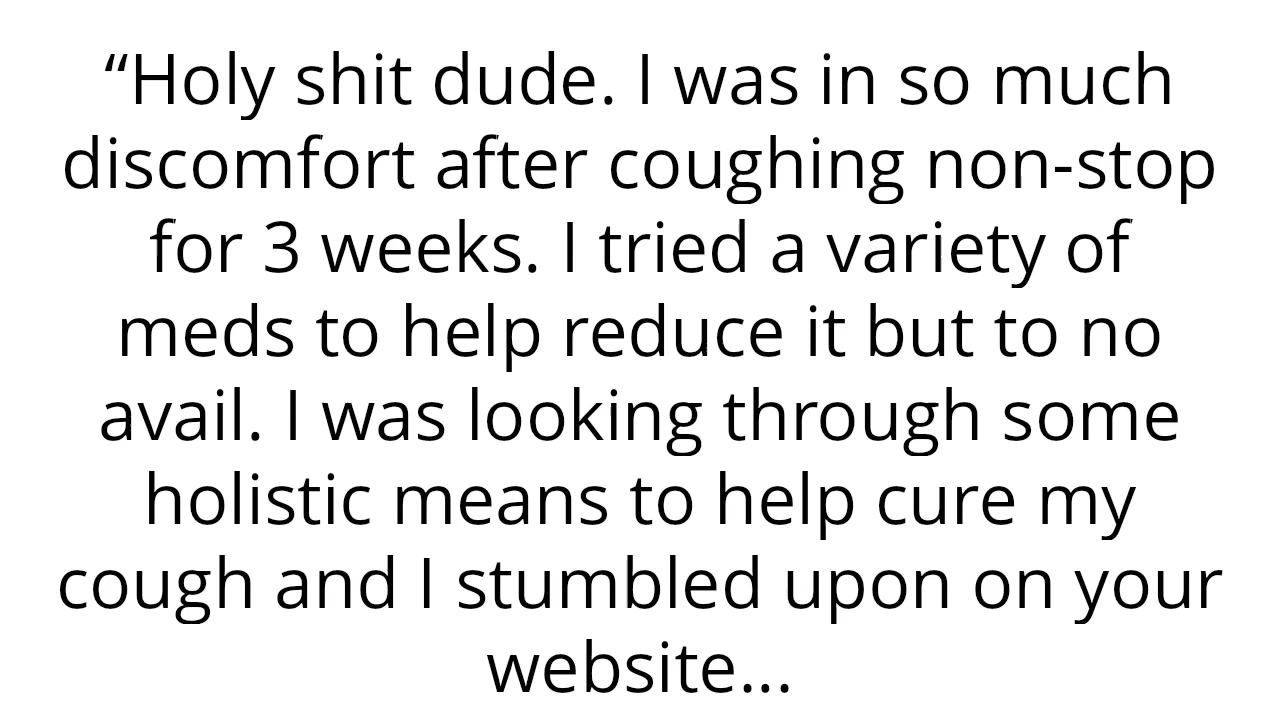 “Holy shit dude. I was in so much
discomfort after coughing non-stop
for 3 weeks. I tried a variety of
meds to help reduce it but to no
avail. I was looking through some
holistic means to help cure my
cough and I stumbled upon on your
website...